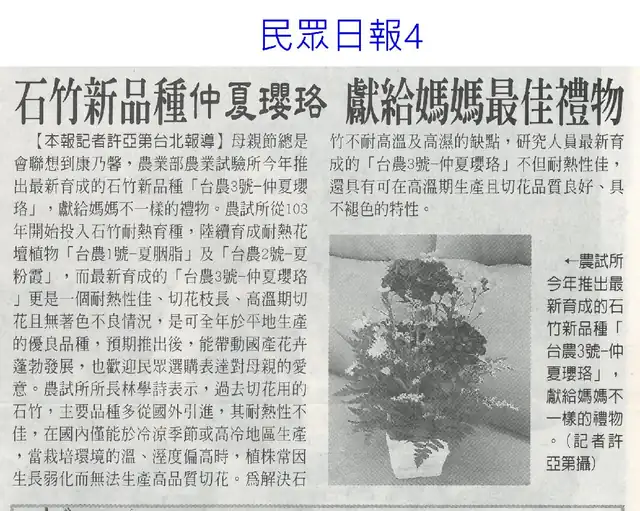 民眾日報4
石竹新品種仲夏瓔珞 獻給媽媽最佳禮物
【本報記者許亞第台北報導】母親節總是
會聯想到康乃馨，農業部農業試驗所今年推
出最新育成的石竹新品種「台農3號-仲夏瓔
珞」，獻給媽媽不一樣的禮物。農試所從103
年開始投入石竹耐熱育種，陸續育成耐熱花
壇植物「台農1號-夏胭脂」及「台農2號-夏
粉霞」，而最新育成的「台農3號-仲夏瓔珞
」更是一個耐熱性佳、切花枝長、高溫期切
花且無著色不良情況，是可全年於平地生產
的優良品種，預期推出後，能帶動國產花卉
蓬勃發展，也歡迎民眾選購表達對母親的愛
意。農試所所長林學詩表示，過去切花用的
石竹，主要品種多從國外引進，其耐熱性不
佳，在國內僅能於冷涼季節或高冷地區生產
，當栽培環境的溫、溼度偏高時，植株常因
生長弱化而無法生產高品質切花。為解決石
竹不耐高溫及高濕的缺點，研究人員最新育
成的「台農3號-仲夏瓔珞」不但耐熱性佳，
還具有可在高溫期生產且切花品質良好、具
不褪色的特性。
←農試所
今年推出最
新育成的石
竹新品種「
台農3號-仲
夏瓔珞」，
獻給媽媽不
一樣的禮物
。（記者許
亞第攝）